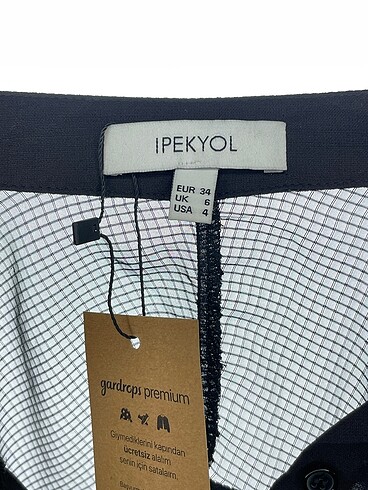 IPEKYOL
EUR 34
UK 6
USA 4
gardrops premium
Giymediklerini kapından
ücretsiz alalım
senin için satalım.